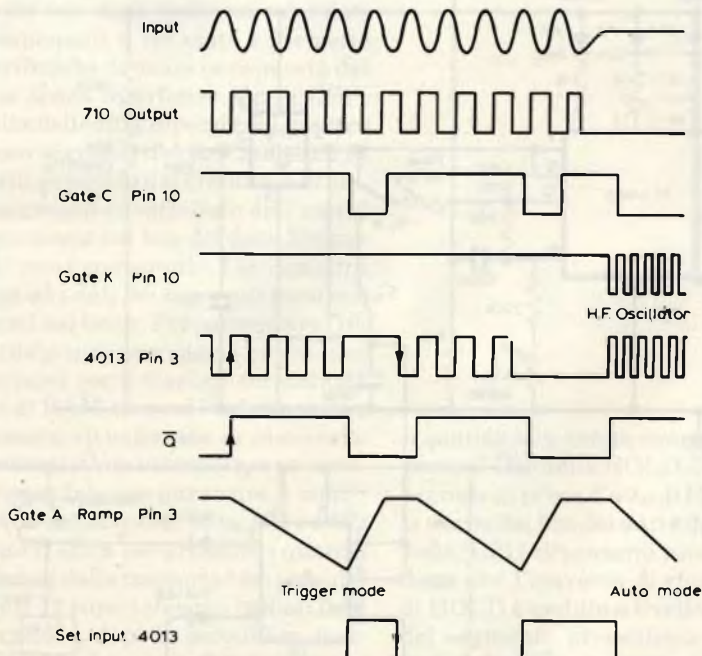 Input
710 Output
Gate C Pin 10
Gate K Pin 10
H.F. Oscillator
4013 Pin 3
Q̅
Gate A Ramp Pin 3
Trigger mode
Auto mode
Set input 4013